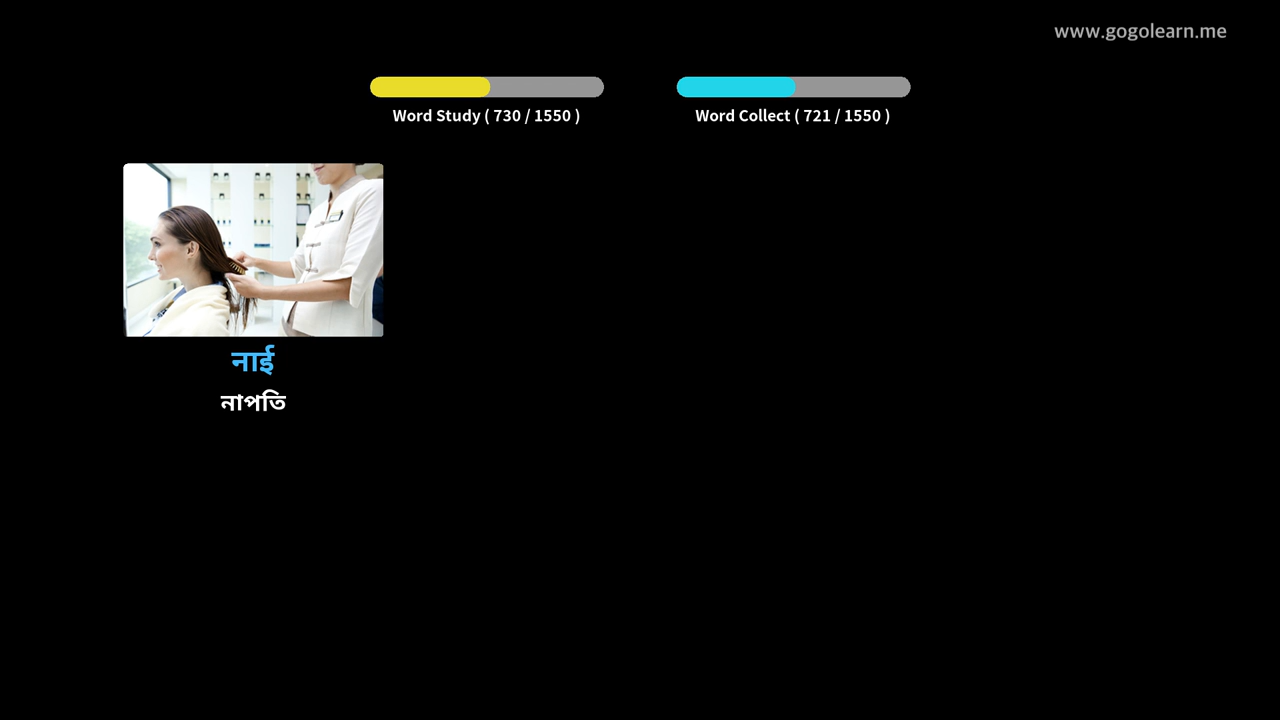 www.gogolearn.me
Word Study ( 730 / 1550 )
Word Collect ( 721 / 1550 )
नाई
নাপতি